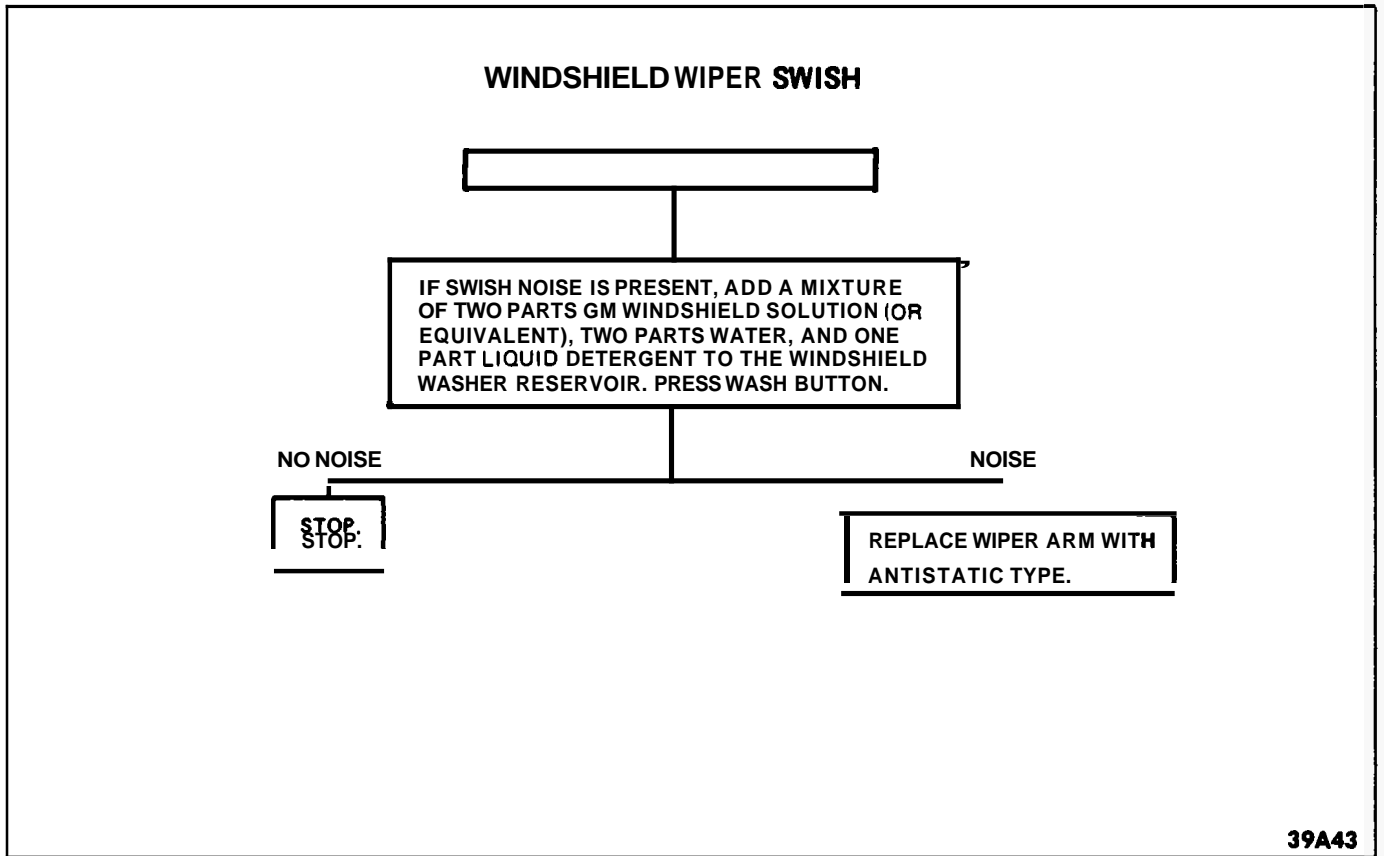 WINDSHIELD WIPER SWISH
IF SWISH NOISE IS PRESENT, ADD A MIXTURE
OF TWO PARTS GM WINDSHIELD SOLUTION (OR
EQUIVALENT), TWO PARTS WATER, AND ONE
PART LIQUID DETERGENT TO THE WINDSHIELD
WASHER RESERVOIR. PRESS WASH BUTTON.
NO NOISE
NOISE
STOP.
STOP.
REPLACE WIPER ARM WITH
ANTISTATIC TYPE.
39A43